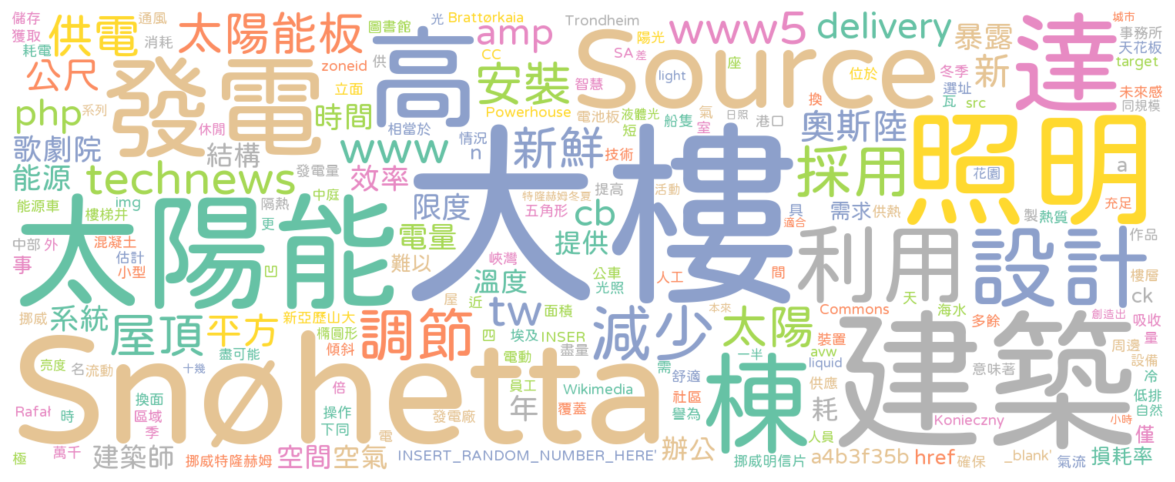 儲存 通風 光 Brattørkaia Trondheim 城市
獲取 供電 太陽能板 圖書館 amp www5 delivery 暴露 事務所
耗電 消耗 CC SA 差 陽光 新 天花板
公尺 發電 zoneid 供 高 安裝 Source 座 位於 冬季 達 target
立面 智慧 light 選址 未來感
php 系列 時間 Powerhouse 電池板 液體光 氣 換 瓦 src 同規模
休閒 相當於 情況 短 船隻 室 日照 港口
歌劇院 結構 www n 新鮮 技術 奧斯陸 照明
能源 technews 發電量 效率 特隆赫姆冬夏 提高 活動 採用 花園 a
能源車 img 隔熱 中庭 限度 五角形 cb 大樓 具 需求 供熱 製 熱質 充足
樓梯井 太陽能 更 電量 提供 適合
中部 外 混凝土 難以 峽灣 間 利用 設計 作品
事 估計 小型 凹 溫度 公車 人工 樓層
光照 天 ck
挪威 系統 屋 近 tw 面積 本來 Commons 海水 創造出
新亞歷山大 四 埃及 INSER 減少 太陽 多餘 吸收
屋頂 平方 橢圓形 調節 裝置 量
盡可能 傾斜 電動 盡量 一半 avw 意味著 建築 周邊
亮度 名 流動 十幾 Snøhetta 員工 需 舒適 liquid 設備 冷
換面 倍 Wikimedia 社區 棟 供應 低排
Rafał 時 區域 操作 年 覆蓋 譽為 耗 自然
季 下同 發電廠 Konieczny 小時
萬千 電 人員 僅
極 建築師 挪威特隆赫姆 空間 空氣 INSERT_RANDOM_NUMBER_HERE' 辦公 挪威明信片 a4b3f35b href 確保 _blank' 氣流 損耗率